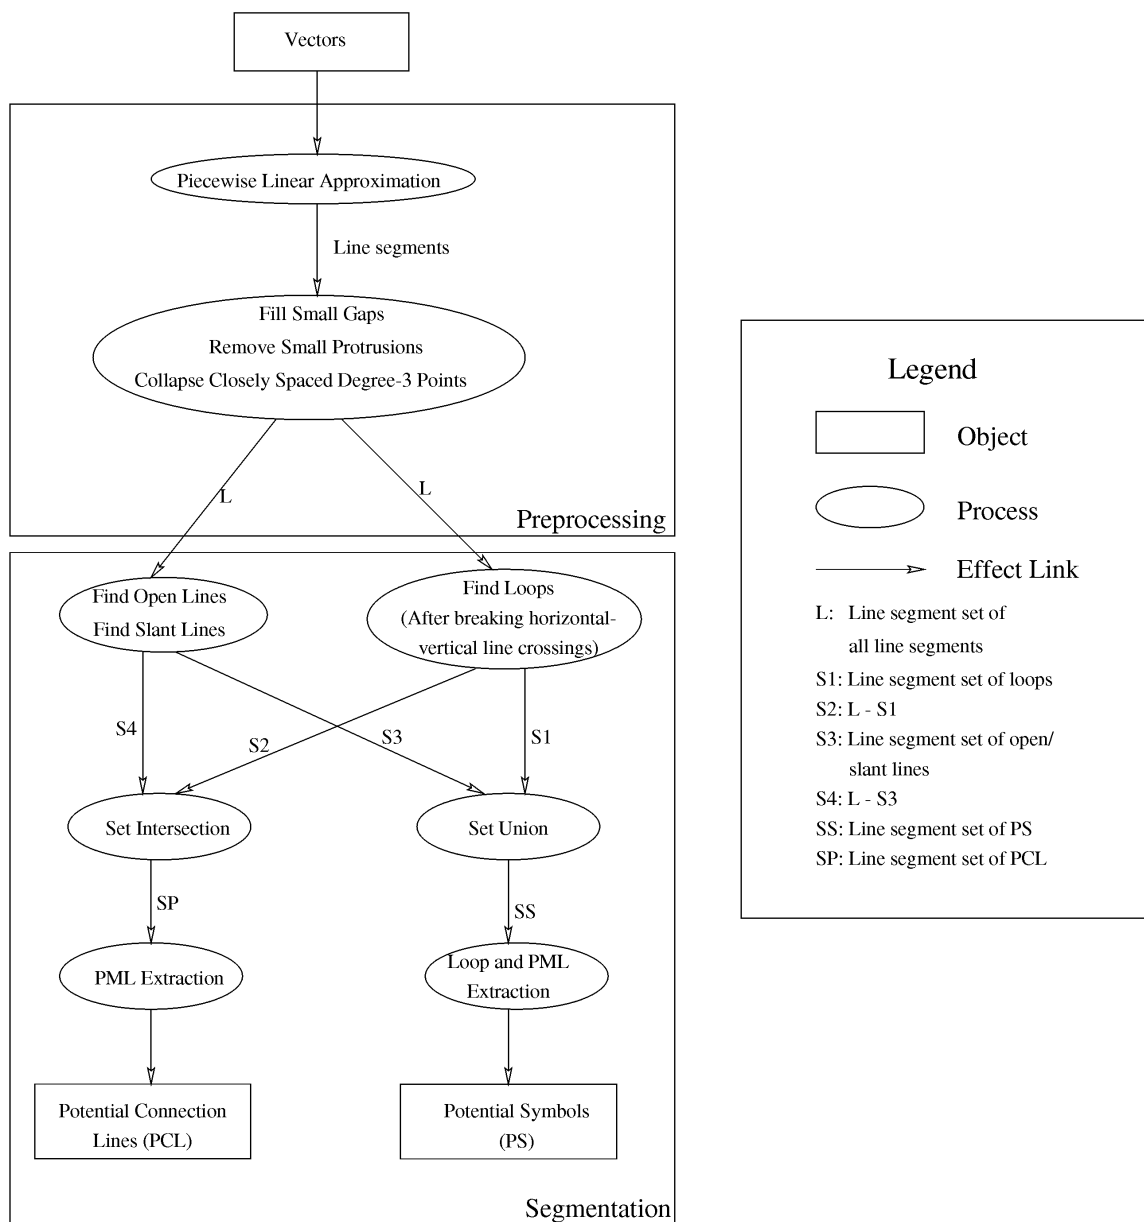 Vectors
Piecewise Linear Approximation
Line segments
Fill Small Gaps
Remove Small Protrusions
Collapse Closely Spaced Degree-3 Points
L
L
Preprocessing
Find Open Lines
Find Slant Lines
Find Loops
(After breaking horizontal-
vertical line crossings)
S4
S2
S3
S1
Set Intersection
Set Union
SP
SS
PML Extraction
Loop and PML
Extraction
Potential Connection
Lines (PCL)
Potential Symbols
(PS)
Segmentation
Legend
Object
Process
Effect Link
L: Line segment set of
all line segments
S1: Line segment set of loops
S2: L - S1
S3: Line segment set of open/
slant lines
S4: L - S3
SS: Line segment set of PS
SP: Line segment set of PCL